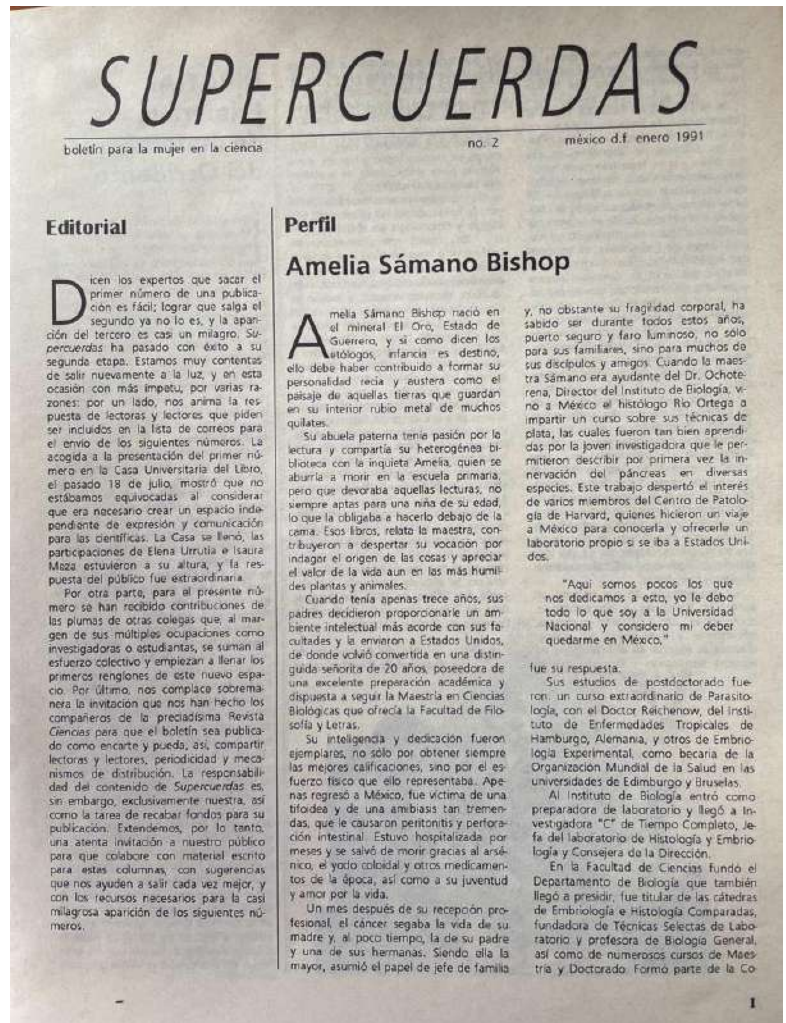 SUPERCUERDAS
boletín para la mujer en la ciencia
no. 2
méxico d.f. enero 1991
Editorial
Dicen los expertos que sacar el
primer número de una publica-
ción es fácil; lograr que salga el
segundo ya no lo es, y la apari-
ción del tercero es casi un milagro. Su-
percuerdas ha pasado con éxito a su
segunda etapa. Estamos muy contentas
de salir nuevamente a la luz, y en esta
ocasión con más ímpetu, por varias ra-
zones: por un lado, nos anima la res-
puesta de lectoras y lectores que piden
ser incluidos en la lista de correos para
el envío de los siguientes números. La
acogida a la presentación del primer nú-
mero en la Casa Universitaria del Libro,
el pasado 18 de julio, mostró que no
estábamos equivocadas al considerar
que era necesario crear un espacio inde-
pendiente de expresión y comunicación
para las científicas. La Casa se llenó, las
participaciones de Elena Urrutia e Isaura
Meza estuvieron a su altura, y la res-
puesta del público fue extraordinaria.
Por otra parte, para el presente nú-
mero se han recibido contribuciones de
las plumas de otras colegas que, al mar-
gen de sus múltiples ocupaciones como
investigadoras o estudiantes, se suman al
esfuerzo colectivo y empiezan a llenar los
primeros renglones de este nuevo espa-
cio. Por último, nos complace sobrema-
nera la invitación que nos han hecho los
compañeros de la preciadísima Revista
Ciencias para que el boletín sea publica-
do como encarte y pueda, así, compartir
lectoras y lectores, periodicidad y meca-
nismos de distribución. La responsabili-
dad del contenido de Supercuerdas es,
sin embargo, exclusivamente nuestra, así
como la tarea de recabar fondos para su
publicación. Extendemos, por lo tanto,
una atenta invitación a nuestro público
para que colabore con material escrito
para estas columnas, con sugerencias
que nos ayuden a salir cada vez mejor, y
con los recursos necesarios para la casi
milagrosa aparición de los siguientes nú-
meros.
Perfil
Amelia Sámano Bishop
Amelia Sámano Bishop nació en
el mineral El Oro, Estado de
Guerrero, y si como dicen los
etólogos, infancia es destino,
ello debe haber contribuido a formar su
personalidad recia y austera como el
paisaje de aquellas tierras que guardan
en su interior rubio metal de muchos
quilates.
Su abuela paterna tenía pasión por la
lectura y compartía su heterogénea bi-
blioteca con la inquieta Amelia, quien se
aburría a morir en la escuela primaria,
pero que devoraba aquellas lecturas, no
siempre aptas para una niña de su edad,
lo que la obligaba a hacerlo debajo de la
cama. Esos libros, relata la maestra, con-
tribuyeron a despertar su vocación por
indagar el origen de las cosas y apreciar
el valor de la vida aun en las más humil-
des plantas y animales.
Cuando tenía apenas trece años, sus
padres decidieron proporcionarle un am-
biente intelectual más acorde con sus fa-
cultades y la enviaron a Estados Unidos,
de donde volvió convertida en una distin-
guida señorita de 20 años, poseedora de
una excelente preparación académica y
dispuesta a seguir la Maestría en Ciencias
Biológicas que ofrecía la Facultad de Filo-
sofía y Letras.
Su inteligencia y dedicación fueron
ejemplares, no sólo por obtener siempre
las mejores calificaciones, sino por el es-
fuerzo físico que ello representaba. Ape-
nas regresó a México, fue víctima de una
tifoidea y de una amibiasis tan tremen-
das, que le causaron peritonitis y perfora-
ción intestinal. Estuvo hospitalizada por
meses y se salvó de morir gracias al arsé-
nico, el yodo coloidal y otros medicamen-
tos de la época, así como a su juventud
y amor por la vida.
Un mes después de su recepción pro-
fesional, el cáncer segaba la vida de su
madre y, al poco tiempo, la de su padre
y una de sus hermanas. Siendo ella la
mayor, asumió el papel de jefe de familia
y, no obstante su fragilidad corporal, ha
sabido ser durante todos estos años,
puerto seguro y faro luminoso, no sólo
para sus familiares, sino para muchos de
sus discípulos y amigos. Cuando la maes-
tra Sámano era ayudante del Dr. Ochote-
rena, Director del Instituto de Biología, vi-
no a México el histólogo Río Ortega a
impartir un curso sobre sus técnicas de
plata, las cuales fueron tan bien aprendi-
das por la joven investigadora que le per-
mitieron describir por primera vez la in-
nervación del páncreas en diversas
especies. Este trabajo despertó el interés
de varios miembros del Centro de Patolo-
gía de Harvard, quienes hicieron un viaje
a México para conocerla y ofrecerle un
laboratorio propio si se iba a Estados Uni-
dos.
"Aquí somos pocos los que
nos dedicamos a esto, yo le debo
todo lo que soy a la Universidad
Nacional y considero mi deber
quedarme en México,"
fue su respuesta.
Sus estudios de postdoctorado fue-
ron: un curso extraordinario de Parasito-
logía, con el Doctor Reichenow, del Insti-
tuto de Enfermedades Tropicales de
Hamburgo, Alemania, y otros de Embrio-
logía Experimental, como becaria de la
Organización Mundial de la Salud en las
universidades de Edimburgo y Bruselas.
Al Instituto de Biología entró como
preparadora de laboratorio y llegó a In-
vestigadora "C" de Tiempo Completo, Je-
fa del laboratorio de Histología y Embrio-
logía y Consejera de la Dirección.
En la Facultad de Ciencias fundó el
Departamento de Biología que también
llegó a presidir, fue titular de las cátedras
de Embriología e Histología Comparadas,
fundadora de Técnicas Selectas de Labo-
ratorio y profesora de Biología General,
así como de numerosos cursos de Maes-
tría y Doctorado. Formó parte de la Co-
1